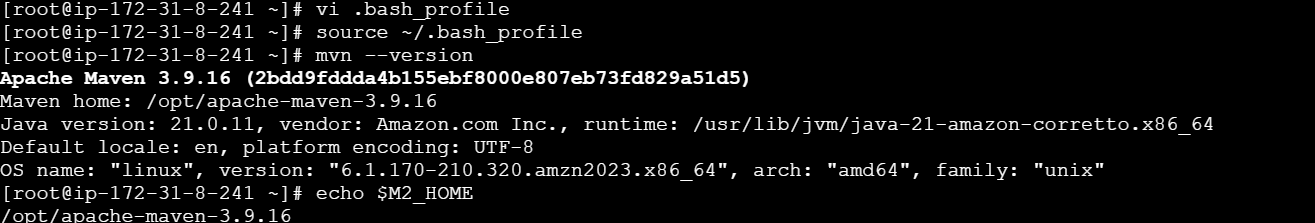 [root@ip-172-31-8-241 ~]# vi .bash_profile
[root@ip-172-31-8-241 ~]# source ~/.bash_profile
[root@ip-172-31-8-241 ~]# mvn --version
Apache Maven 3.9.16 (2bdd9fddda4b155ebf8000e807eb73fd829a51d5)
Maven home: /opt/apache-maven-3.9.16
Java version: 21.0.11, vendor: Amazon.com Inc., runtime: /usr/lib/jvm/java-21-amazon-corretto.x86_64
Default locale: en, platform encoding: UTF-8
OS name: "linux", version: "6.1.170-210.320.amzn2023.x86_64", arch: "amd64", family: "unix"
[root@ip-172-31-8-241 ~]# echo $M2_HOME
/opt/apache-maven-3.9.16